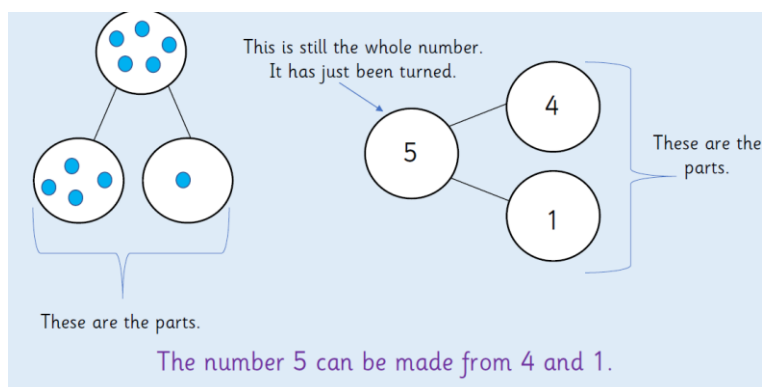 This is still the whole number.
It has just been turned.
4
5
These are the
parts.
1
These are the parts.
The number 5 can be made from 4 and 1.